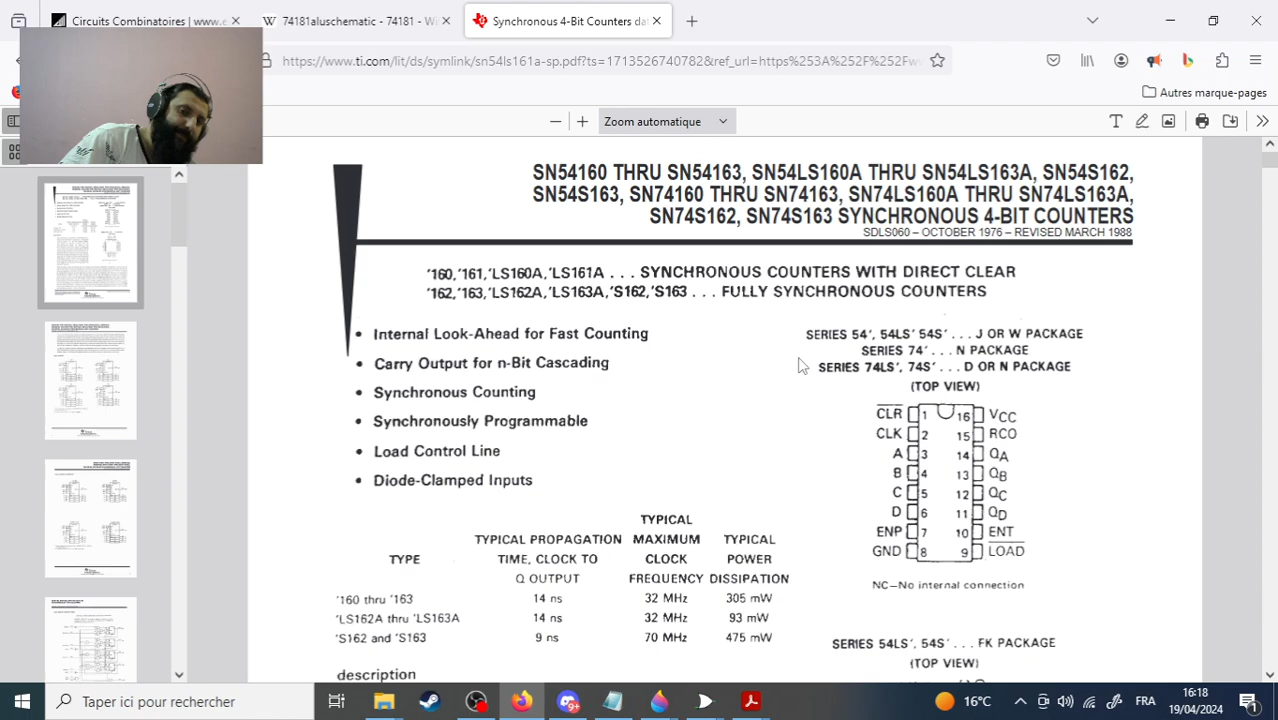 Circuits Combinatoires | www.e
74181aluschematic - 74181 - W
Synchronous 4-Bit Counters da
https://www.ti.com/lit/ds/symlink/sn54ls161a-sp.pdf?ts=1713526740782&ref_url=https%253A%252F%252Fw
Autres marque-pages
Zoom automatique
SN54160 THRU SN54163, SN54LS160A THRU SN54LS163A, SN54S162,
SN54S163, SN74160 THRU SN74163, SN74LS160A THRU SN74LS163A,
SN74S162, SN74S163 SYNCHRONOUS 4-BIT COUNTERS
SDLS060 – OCTOBER 1976 – REVISED MARCH 1988
'160,'161,'LS160A,'LS161A . . . SYNCHRONOUS COUNTERS WITH DIRECT CLEAR
'162,'163,'LS162A,'LS163A,'S162,'S163 . . . FULLY SYNCHRONOUS COUNTERS
• Internal Look-Ahead for Fast Counting
• Carry Output for n-Bit Cascading
• Synchronous Counting
• Synchronously Programmable
• Load Control Line
• Diode-Clamped Inputs
TYPICAL
TYPICAL PROPAGATION MAXIMUM TYPICAL
TYPE TIME, CLOCK TO CLOCK POWER
Q OUTPUT FREQUENCY DISSIPATION
'160 thru '163 14 ns 32 MHz 305 mW
'LS162A thru 'LS163A 14 ns 32 MHz 93 mW
'S162 and 'S163 9 ns 70 MHz 475 mW
description
SERIES 54', 54LS' 54S' . . . J OR W PACKAGE
SERIES 74' . . . N PACKAGE
SERIES 74LS', 74S' . . . D OR N PACKAGE
(TOP VIEW)
CLR 1 16 VCC
CLK 2 15 RCO
A 3 14 QA
B 4 13 QB
C 5 12 QC
D 6 11 QD
ENP 7 10 ENT
GND 8 9 LOAD
NC–No internal connection
SERIES 54LS', 54S' . . . FK PACKAGE
(TOP VIEW)
Taper ici pour rechercher
16°C
FRA
16:18
19/04/2024